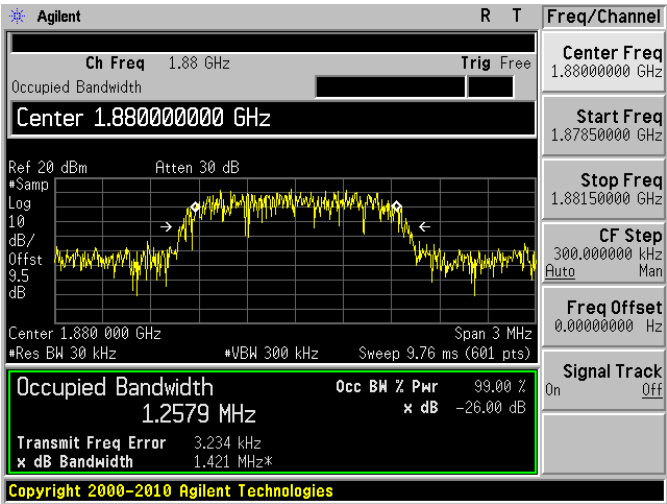 Agilent R T Freq/Channel
Ch Freq 1.88 GHz Trig Free
Occupied Bandwidth
Center 1.880000000 GHz
Ref 20 dBm Atten 30 dB
#Samp
Log
10
dB/
Offst
9.5
dB
Center 1.880 000 GHz Span 3 MHz
#Res BW 30 kHz #VBW 300 kHz Sweep 9.76 ms (601 pts)
Occupied Bandwidth Occ BW % Pwr 99.00 %
1.2579 MHz x dB -26.00 dB
Transmit Freq Error 3.234 kHz
x dB Bandwidth 1.421 MHz*
Copyright 2000-2010 Agilent Technologies
Center Freq
1.88000000 GHz
Start Freq
1.87850000 GHz
Stop Freq
1.88150000 GHz
CF Step
300.000000 kHz
Auto Man
Freq Offset
0.00000000 Hz
Signal Track
On Off